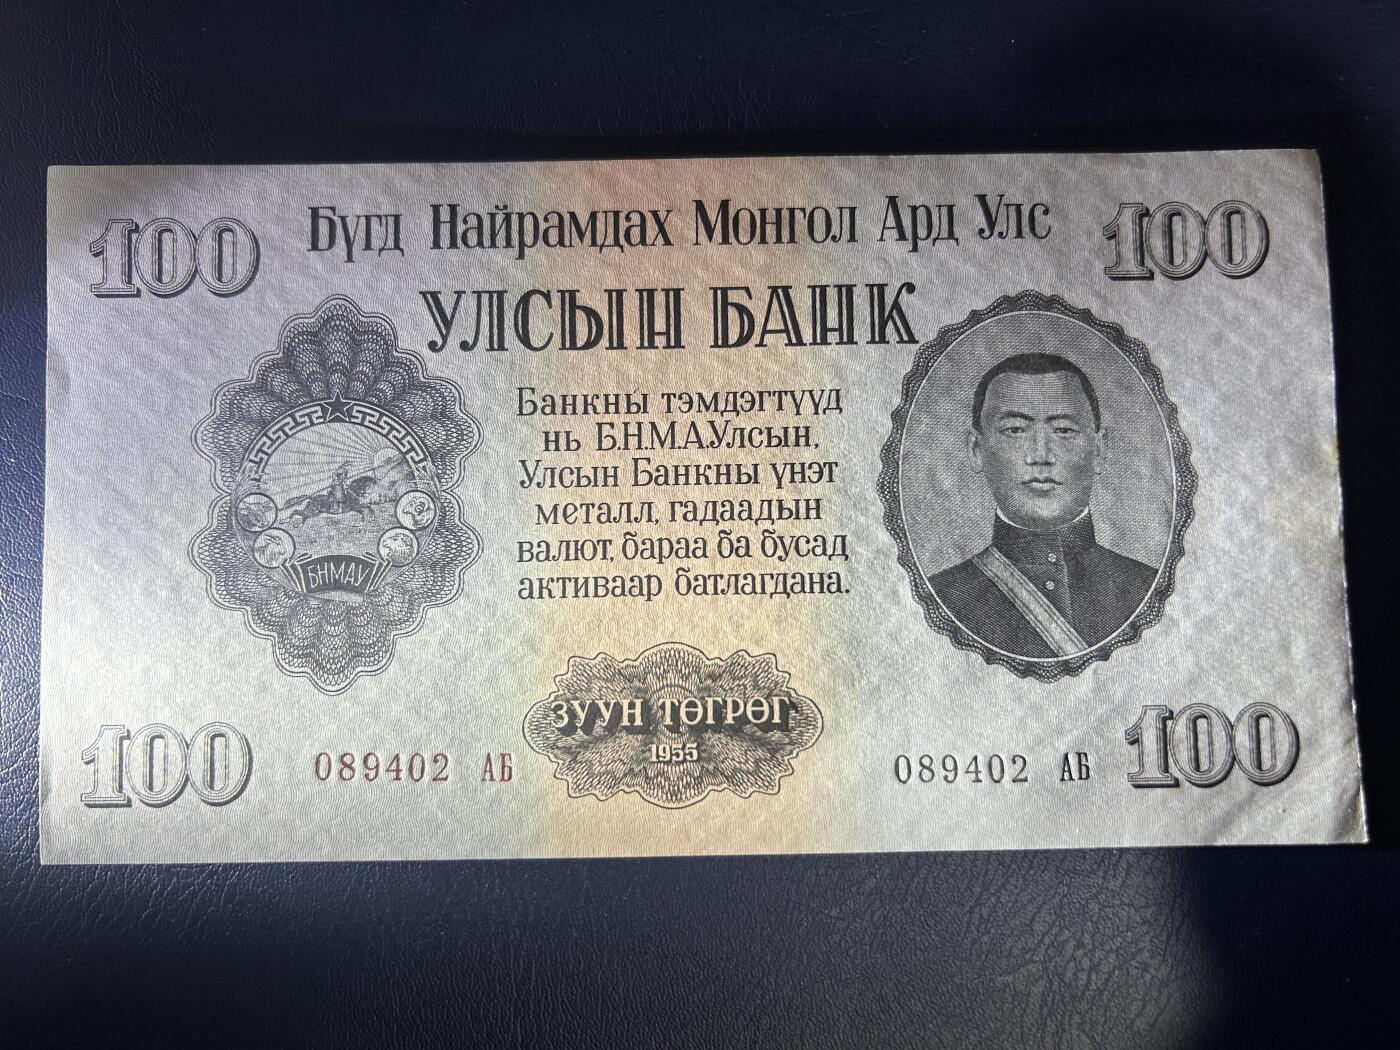 100 Бүгд Найрамдах Монгол Ард Улс 100
УЛСЫН БАНК
Банкны тэмдэгтүүд
нь Б.Н.М.А.Улсын,
Улсын Банкны үнэт
металл, гадаадын
валют, бараа ба бусад
активаар батлагдана.
БНМАУ
ЗУУН ТӨГРӨГ
1955
100 089402 АБ 089402 АБ 100